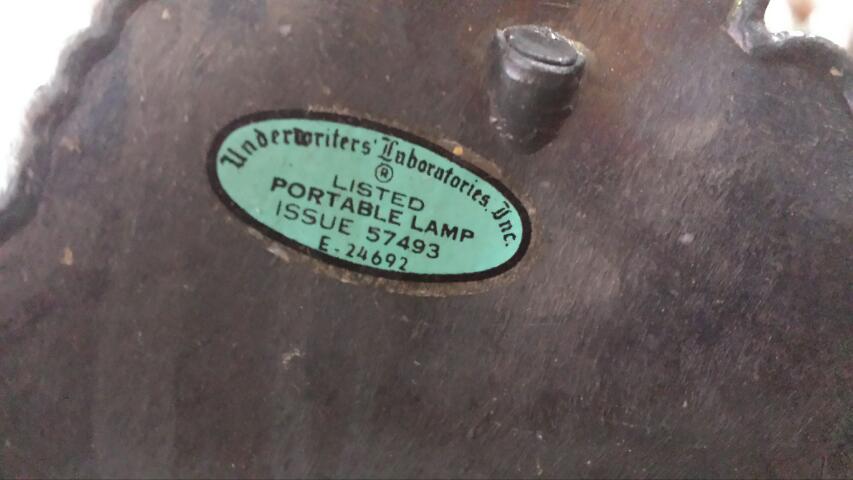 Underwriters' Laboratories, Inc.
®
LISTED
PORTABLE LAMP
ISSUE 57493
E-24692